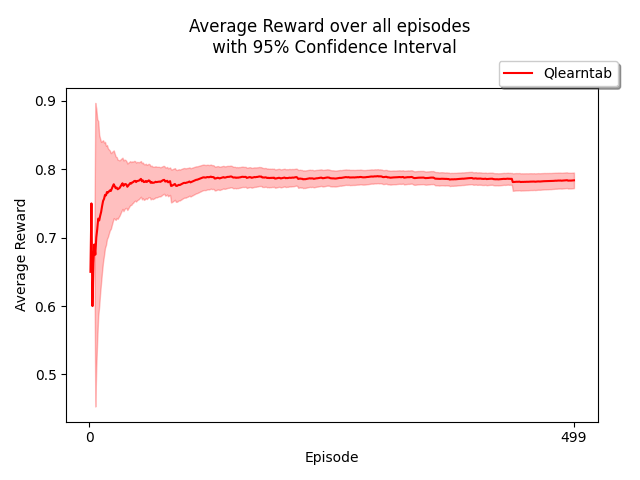 Average Reward over all episodes
with 95% Confidence Interval
Qlearntab
0.9
0.8
0.7
0.6
0.5
Average Reward
0
499
Episode